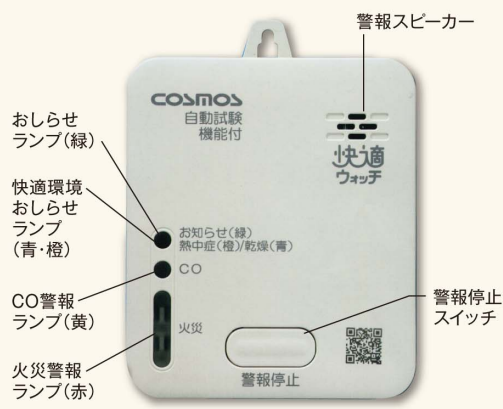 警報スピーカー
COSMOS
自動試験
機能付
快適
ウォッチ
おしらせ
ランプ(緑)
快適環境
おしらせ
ランプ
(青・橙)
お知らせ(緑)
熱中症(橙)/乾燥(青)
CO
CO警報
ランプ(黄)
火災
警報停止
スイッチ
火災警報
ランプ(赤)
警報停止